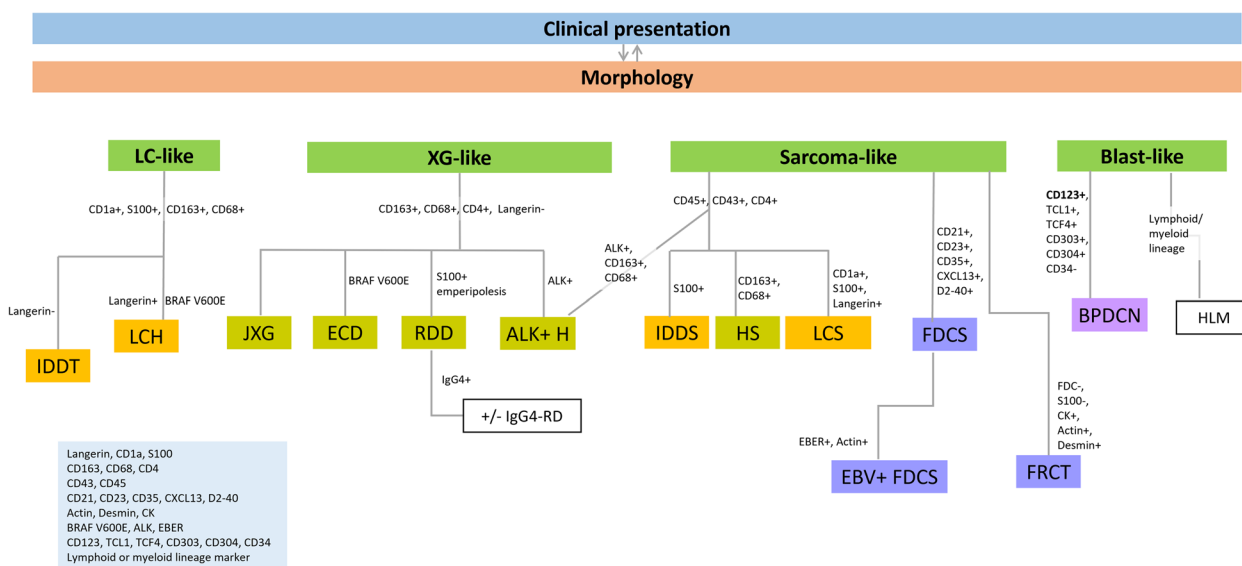 Clinical presentation
Morphology
LC-like
XG-like
Sarcoma-like
Blast-like
CD1a+, S100+, CD163+, CD68+
Langerin-
Langerin+ BRAF V600E
IDDT
LCH
CD163+, CD68+, CD4+, Langerin-
BRAF V600E
S100+
emperipolesis
ALK+
JXG
ECD
RDD
ALK+ H
IgG4+
+/- IgG4-RD
CD45+, CD43+, CD4+
ALK+,
CD163+,
CD68+
S100+
CD163+,
CD68+
CD1a+,
S100+,
Langerin+
IDDS
HS
LCS
CD21+,
CD23+,
CD35+,
CXCL13+,
D2-40+
FDCS
EBER+, Actin+
EBV+ FDCS
FDC-,
S100-,
CK+,
Actin+,
Desmin+
FRCT
CD123+,
TCL1+,
TCF4+
CD303+,
CD304+
CD34-
BPDCN
Lymphoid/
myeloid
lineage
HLM
Langerin, CD1a, S100
CD163, CD68, CD4
CD43, CD45
CD21, CD23, CD35, CXCL13, D2-40
Actin, Desmin, CK
BRAF V600E, ALK, EBER
CD123, TCL1, TCF4, CD303, CD304, CD34
Lymphoid or myeloid lineage marker